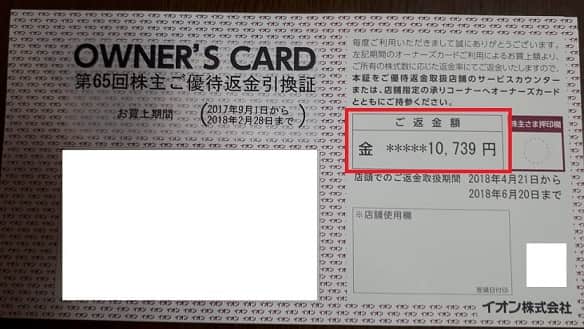 OWNER'S CARD
第65回株主ご優待返金引換証
お買上期間
2017年9月1日から
2018年2月28日まで
毎度ご利用いただきまして誠にありがとうございます。
左記期間のオーナーズカードご利用によるお買上額より、
ご所有の株式数に応じた返金率にてご返金いたしますので、
本証をご優待返金取扱店舗のサービスカウンター
または、店舗指定の承りコーナーへオーナーズカード
とともにご持参ください。
ご返金額
金 *****10,739 円
株主さま押印欄
店頭でのご返金取扱期間 2018年4月21日から
2018年6月20日まで
※店舗使用欄
イオン株式会社